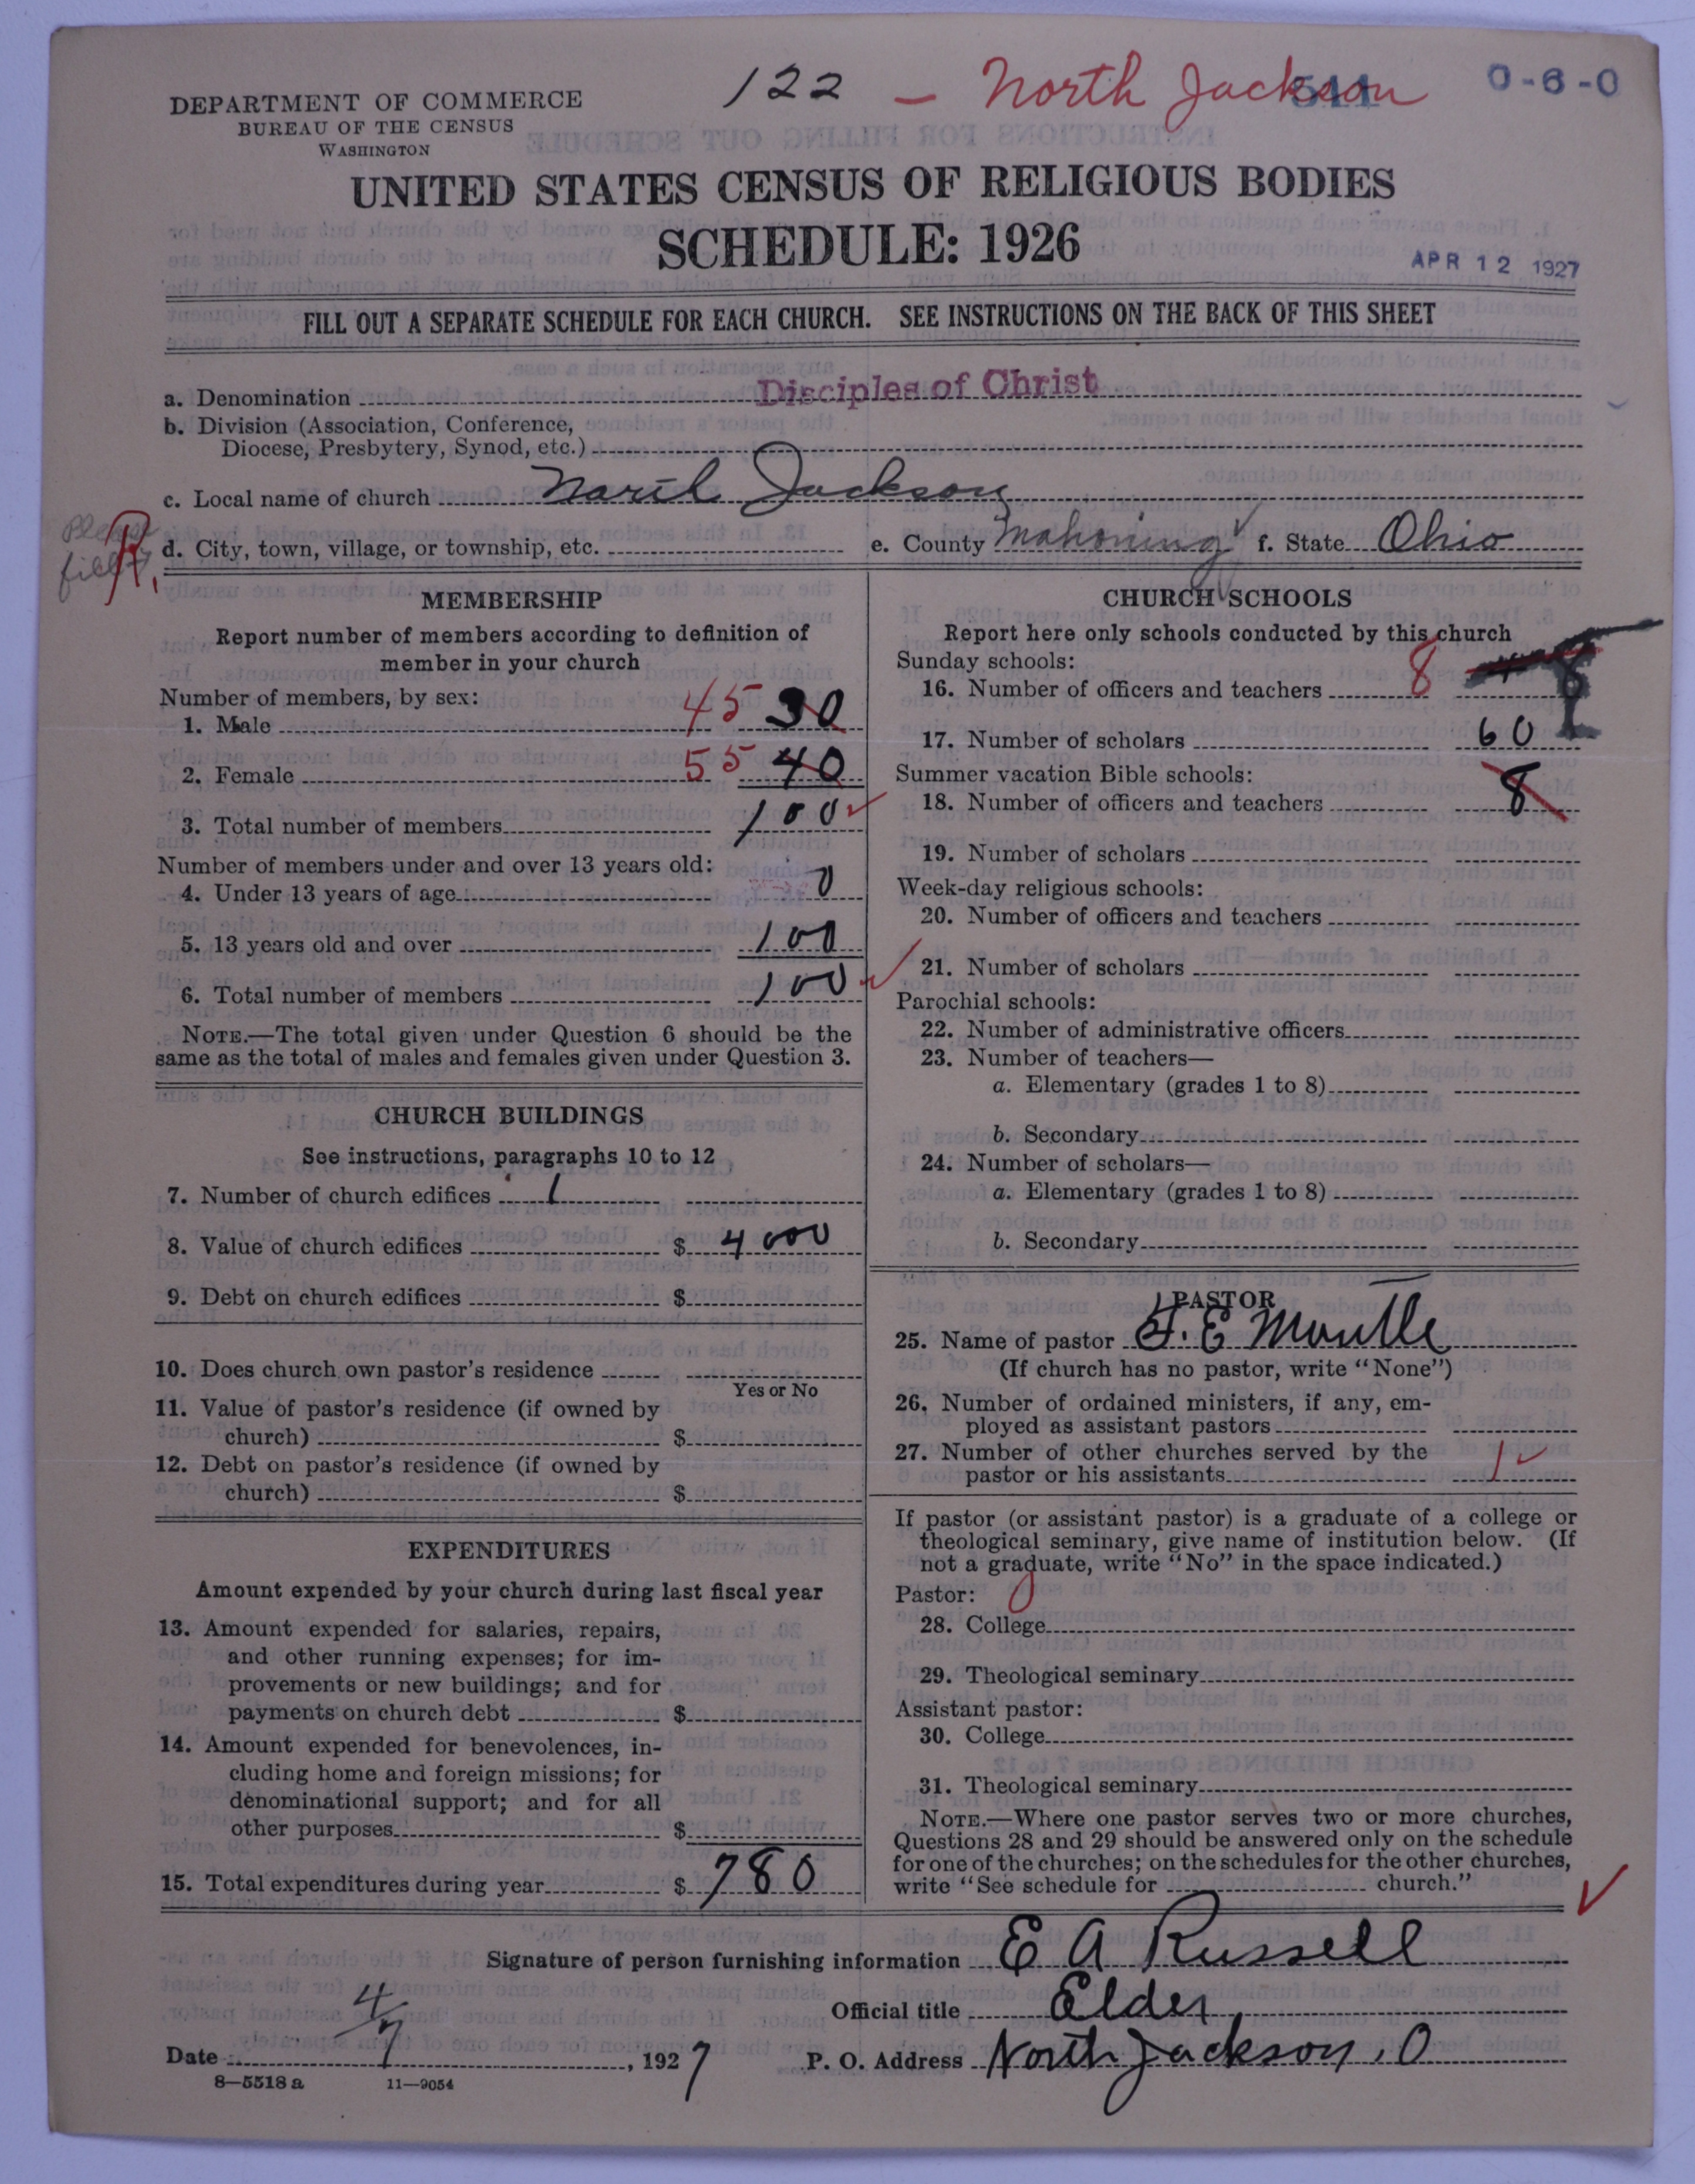 122 — North Jackson 0-6-0
DEPARTMENT OF COMMERCE
BUREAU OF THE CENSUS
WASHINGTON
UNITED STATES CENSUS OF RELIGIOUS BODIES
SCHEDULE: 1926
APR 12 1927
FILL OUT A SEPARATE SCHEDULE FOR EACH CHURCH. SEE INSTRUCTIONS ON THE BACK OF THIS SHEET
a. Denomination Disciples of Christ
b. Division (Association, Conference,
Diocese, Presbytery, Synod, etc.)
c. Local name of church North Jackson
Please
R.
d. City, town, village, or township, etc. e. County Mahoning f. State Ohio
MEMBERSHIP
Report number of members according to definition of
member in your church
Number of members, by sex:
1. Male 45 30
2. Female 55 40
3. Total number of members 100
Number of members under and over 13 years old:
4. Under 13 years of age 0
5. 13 years old and over 100
6. Total number of members 100
NOTE.—The total given under Question 6 should be the
same as the total of males and females given under Question 3.
CHURCH BUILDINGS
See instructions, paragraphs 10 to 12
7. Number of church edifices 1
8. Value of church edifices $ 4000
9. Debt on church edifices $
10. Does church own pastor's residence
Yes or No
11. Value of pastor's residence (if owned by
church) $
12. Debt on pastor's residence (if owned by
church) $
EXPENDITURES
Amount expended by your church during last fiscal year
13. Amount expended for salaries, repairs,
and other running expenses; for im-
provements or new buildings; and for
payments on church debt $
14. Amount expended for benevolences, in-
cluding home and foreign missions; for
denominational support; and for all
other purposes $
15. Total expenditures during year $ 780
CHURCH SCHOOLS
Report here only schools conducted by this church
Sunday schools:
16. Number of officers and teachers 8 8
17. Number of scholars 60
Summer vacation Bible schools:
18. Number of officers and teachers 8
19. Number of scholars
Week-day religious schools:
20. Number of officers and teachers
21. Number of scholars
Parochial schools:
22. Number of administrative officers
23. Number of teachers—
a. Elementary (grades 1 to 8)
b. Secondary
24. Number of scholars—
a. Elementary (grades 1 to 8)
b. Secondary
PASTOR
25. Name of pastor E
(If church has no pastor, write "None")
26. Number of ordained ministers, if any, em-
ployed as assistant pastors
27. Number of other churches served by the
pastor or his assistants 1
If pastor (or assistant pastor) is a graduate of a college or
theological seminary, give name of institution below. (If
not a graduate, write "No" in the space indicated.)
Pastor: 0
28. College
29. Theological seminary
Assistant pastor:
30. College
31. Theological seminary
NOTE.—Where one pastor serves two or more churches,
Questions 28 and 29 should be answered only on the schedule
for one of the churches; on the schedules for the other churches,
write "See schedule for church."
Signature of person furnishing information E A Russell
Official title Elder
Date 4/7, 1927 P. O. Address North Jackson, O
8—5518 a 11—9054